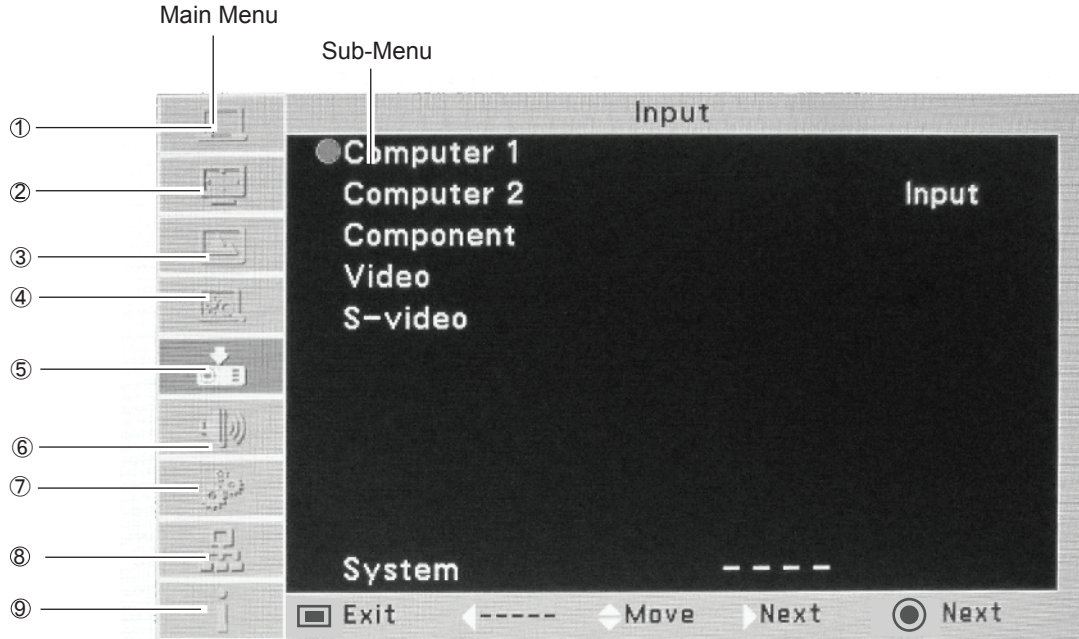 Main Menu
Sub-Menu
Input
① 
Computer 1
② Computer 2 Input
③ Component
Video
④ S-video
⑤
⑥
⑦
⑧ System - - - -
⑨ Exit ----- Move Next Next